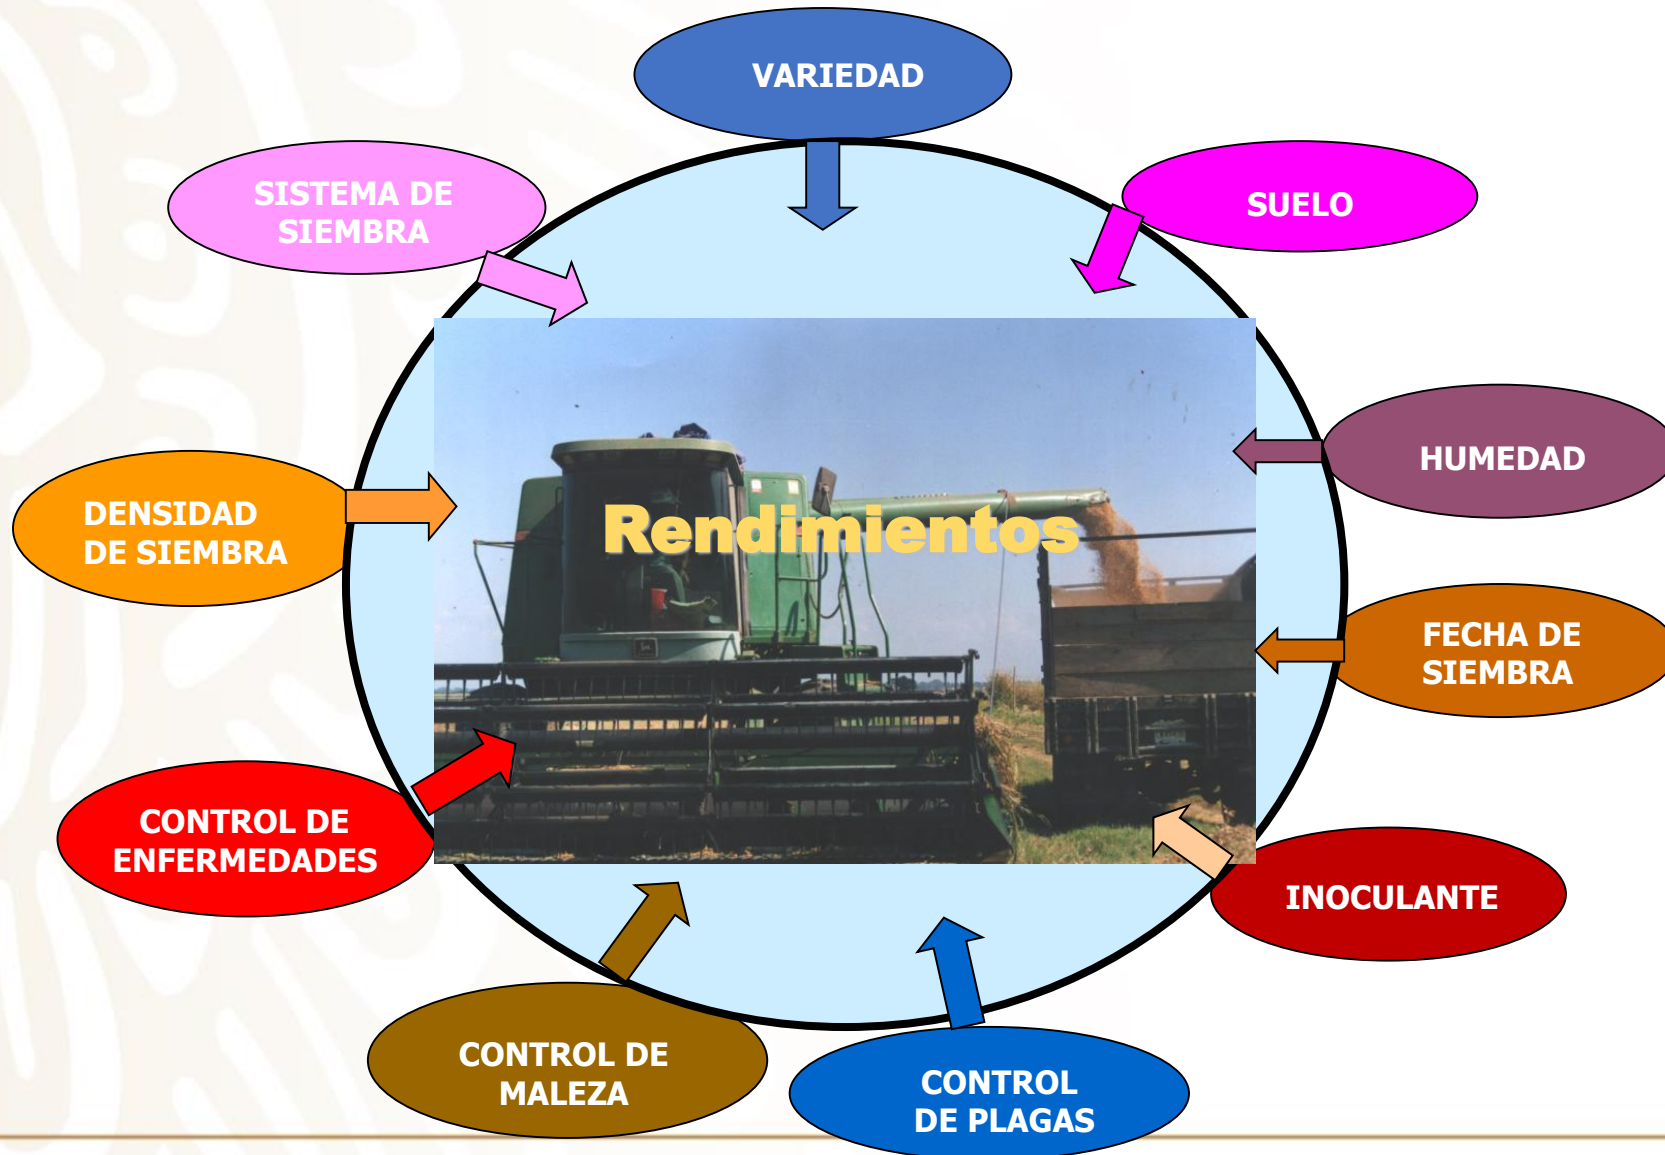 VARIEDAD
SISTEMA DE
SIEMBRA
SUELO
HUMEDAD
DENSIDAD
DE SIEMBRA
Rendimientos
FECHA DE
SIEMBRA
CONTROL DE
ENFERMEDADES
INOCULANTE
CONTROL DE
MALEZA
CONTROL
DE PLAGAS